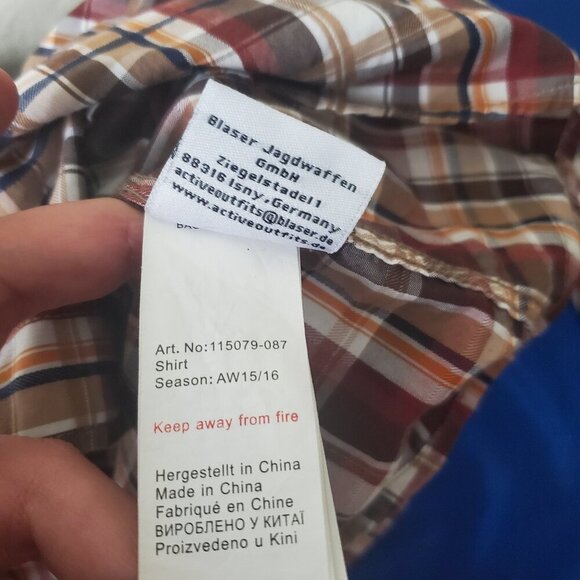 Blaser Jagdwaffen
GmbH
Ziegelstadel1
88316 Isny,Germany
activeoutfits@blaser.de
www.activeoutfits.de
Art. No:115079-087
Shirt
Season: AW15/16
Keep away from fire
Hergestellt in China
Made in China
Fabriqué en Chine
ВИРОБЛЕНО У КИТАЇ
Proizvedeno u Kini